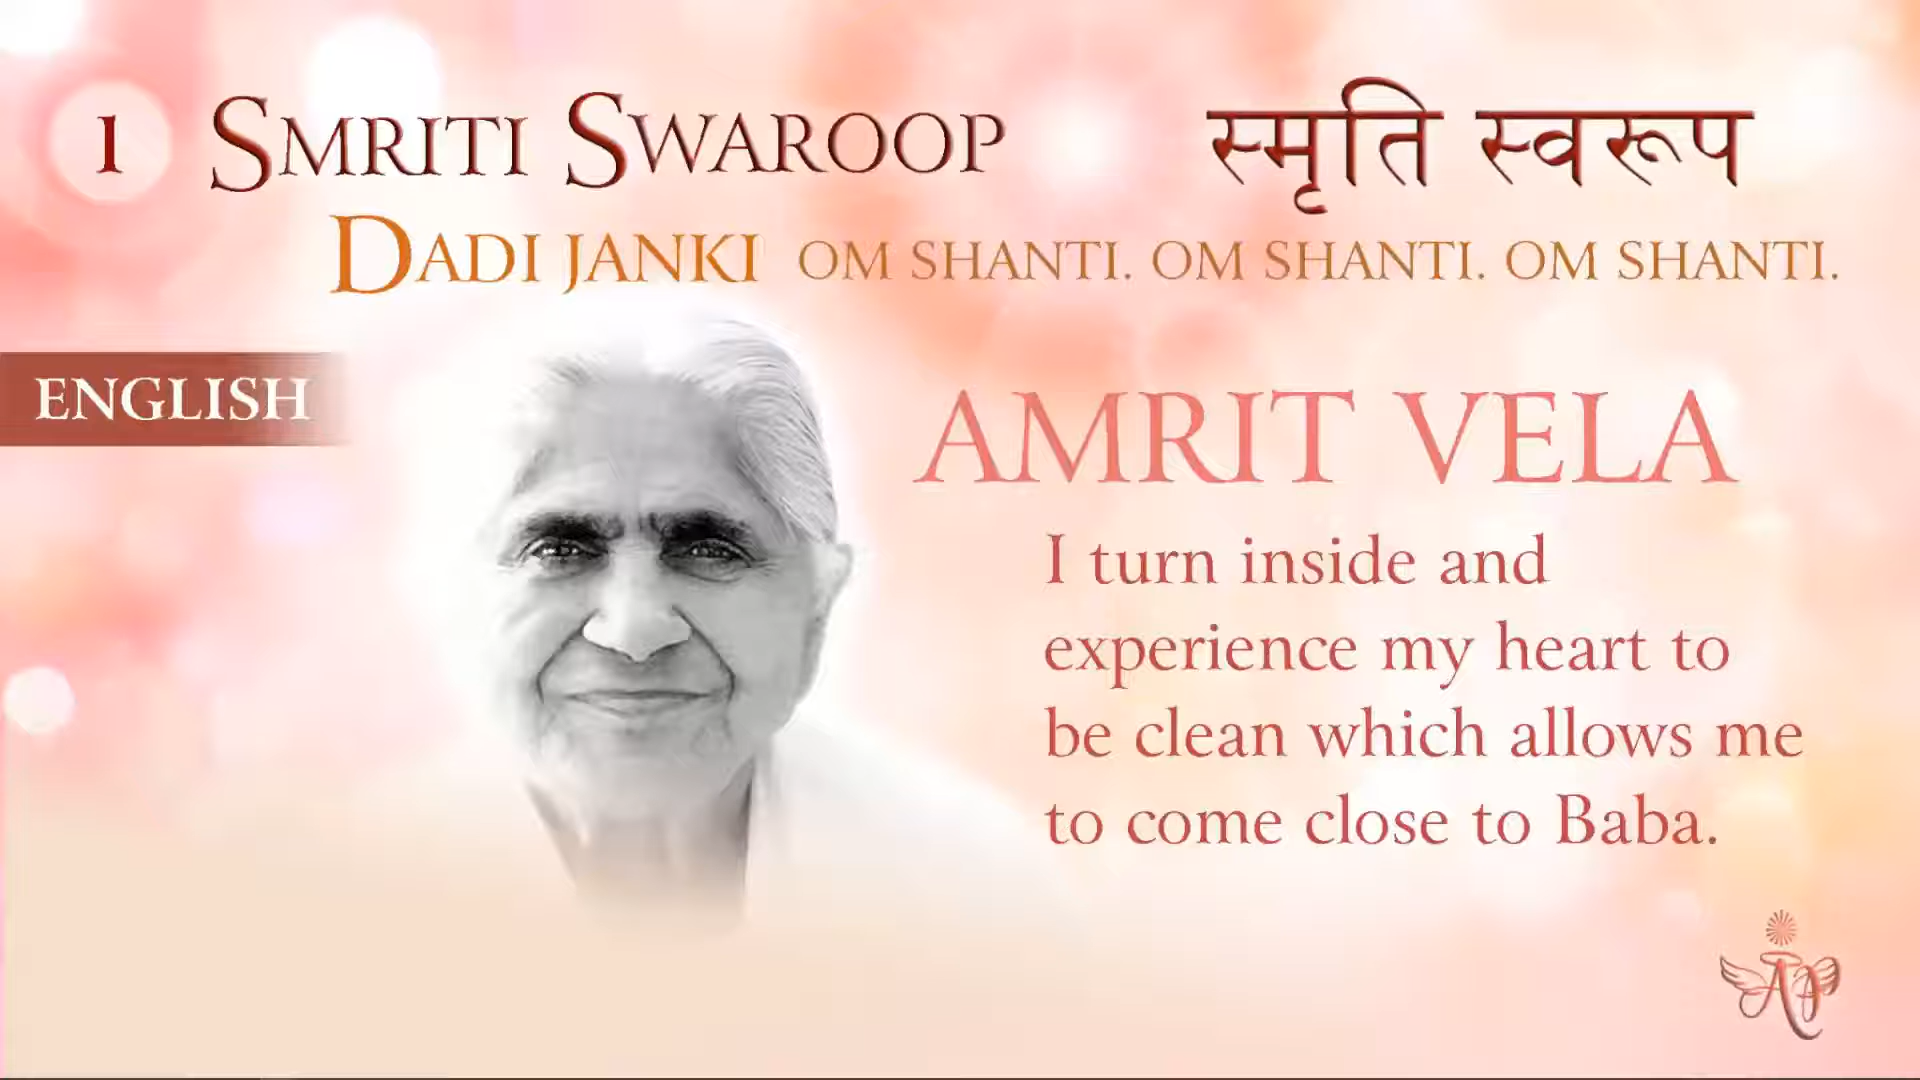 1 SMRITI SWAROOP स्मृति स्वरूप
DADI JANKI OM SHANTI. OM SHANTI. OM SHANTI.
ENGLISH
AMRIT VELA
I turn inside and
experience my heart to
be clean which allows me
to come close to Baba.